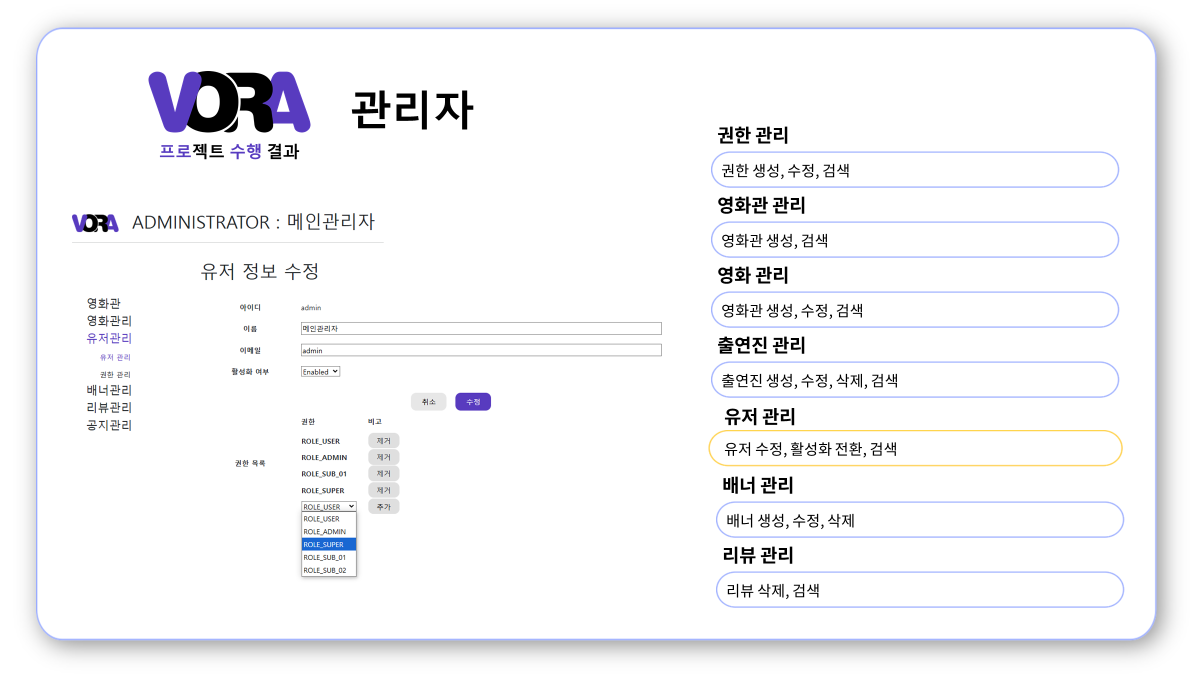 VORA
관리자
프로젝트 수행 결과
VORA ADMINISTRATOR : 메인관리자
유저 정보 수정
영화관
영화관리
유저관리
유저 관리
권한 관리
배너관리
리뷰관리
공지관리
아이디 admin
이름 메인관리자
이메일 admin
활성화 여부 Enabled
취소 수정
권한 목록
권한 비고
ROLE_USER 제거
ROLE_ADMIN 제거
ROLE_SUB_01 제거
ROLE_SUPER 제거
ROLE_USER 추가
ROLE_USER
ROLE_ADMIN
ROLE_SUPER
ROLE_SUB_01
ROLE_SUB_02
권한 관리
권한 생성, 수정, 검색
영화관 관리
영화관 생성, 검색
영화 관리
영화관 생성, 수정, 검색
출연진 관리
출연진 생성, 수정, 삭제, 검색
유저 관리
유저 수정, 활성화 전환, 검색
배너 관리
배너 생성, 수정, 삭제
리뷰 관리
리뷰 삭제, 검색